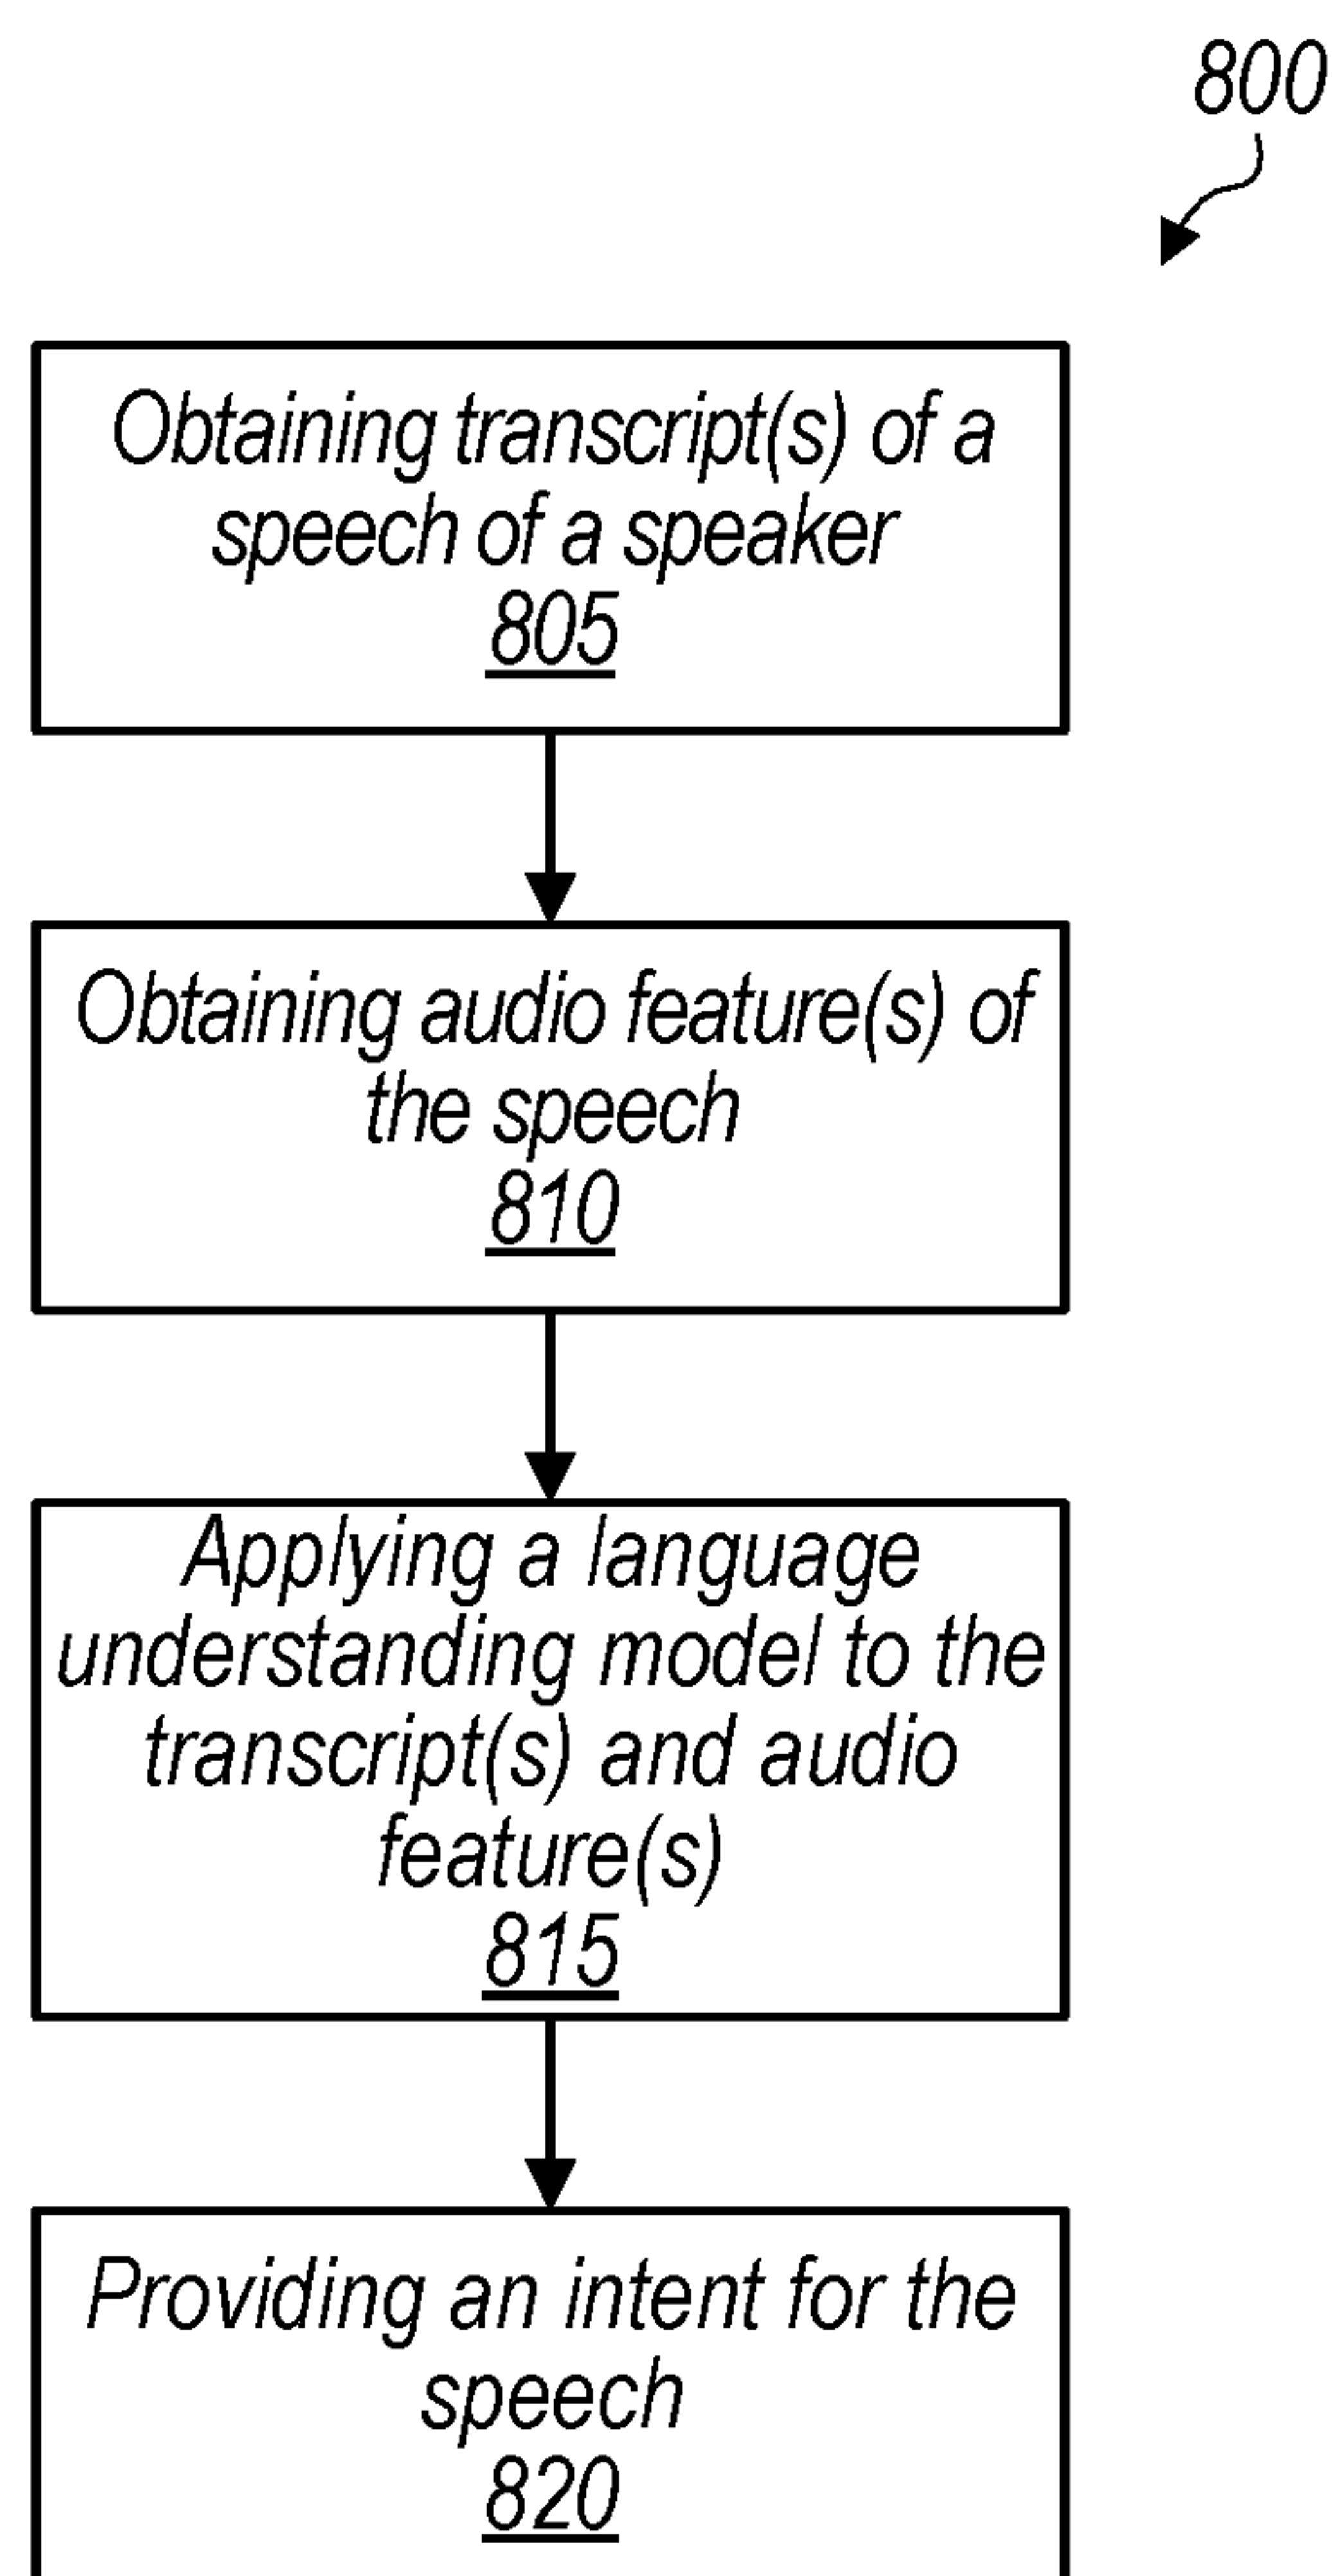 800
Obtaining transcript(s) of a
speech of a speaker
805
Obtaining audio feature(s) of
the speech
810
Applying a language
understanding model to the
transcript(s) and audio
feature(s)
815
Providing an intent for the
speech
820